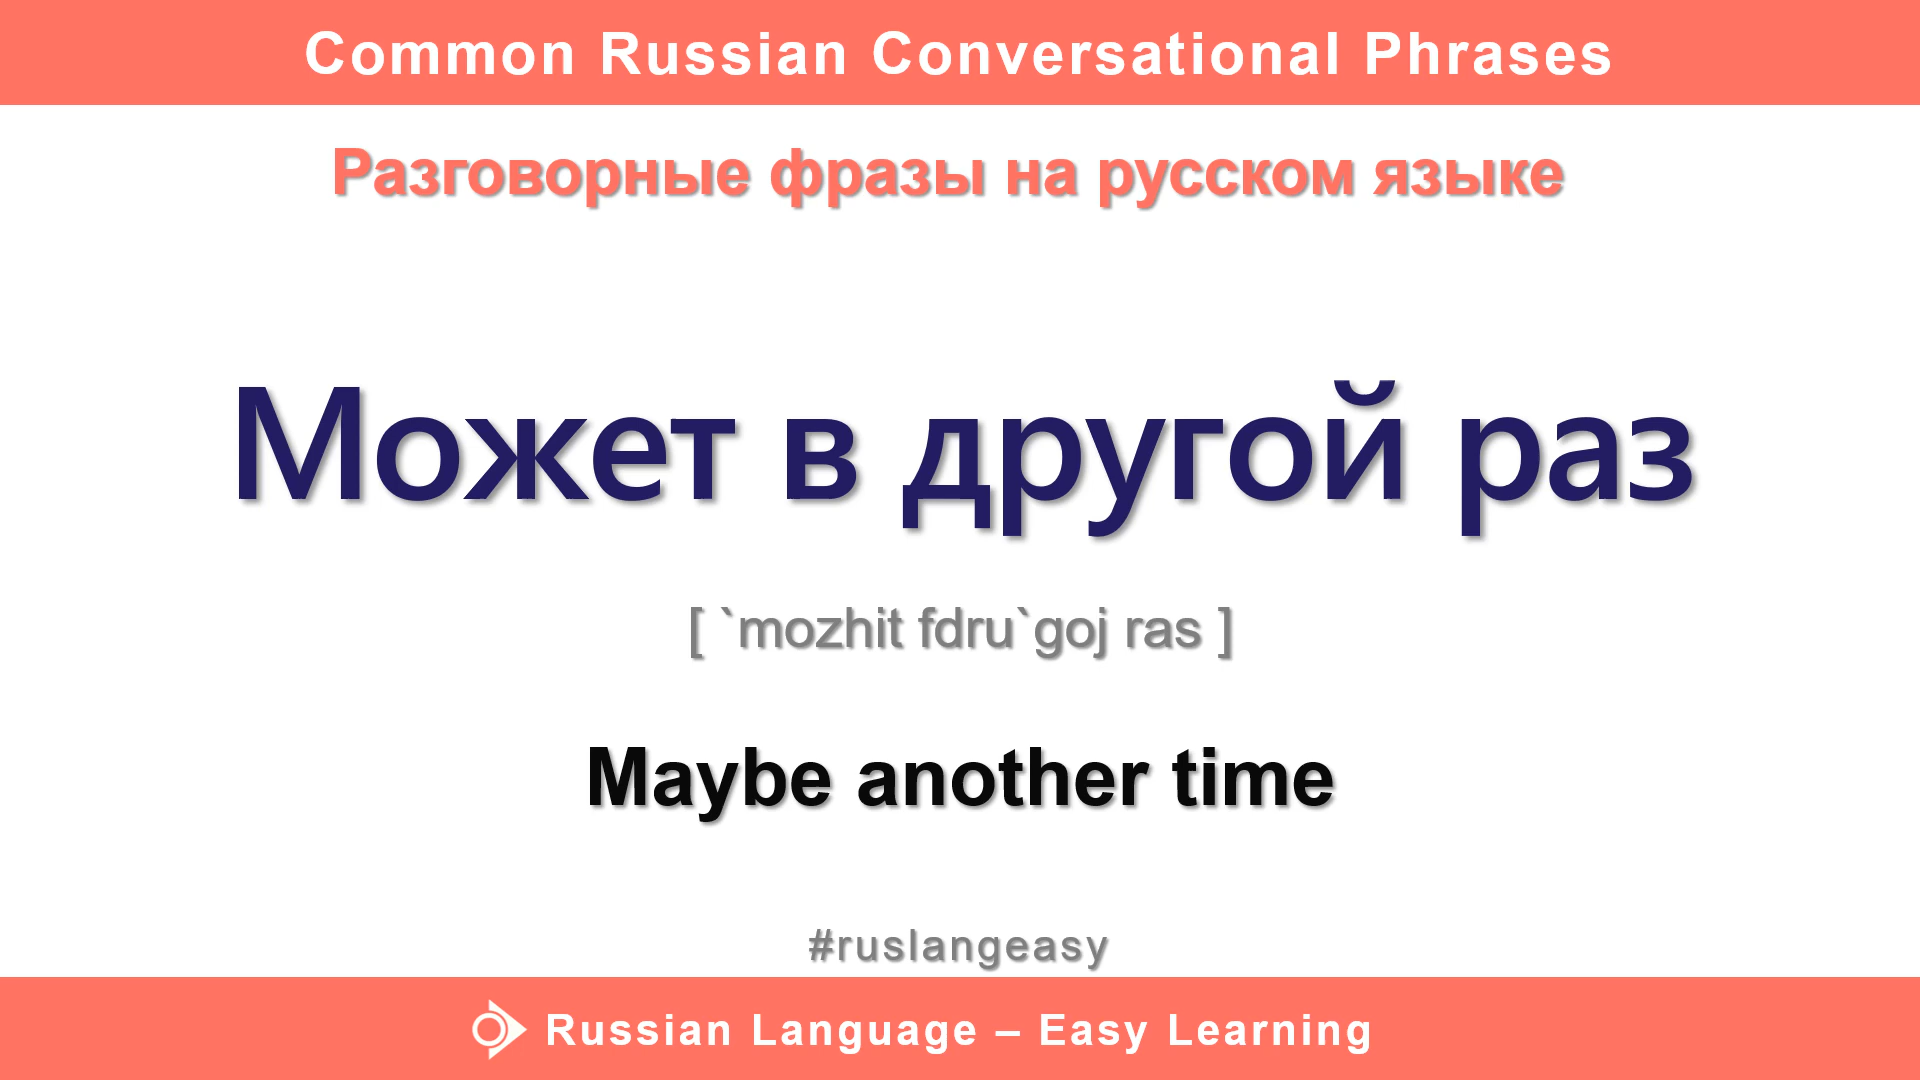 Common Russian Conversational Phrases
Разговорные фразы на русском языке
Может в другой раз
[ `mozhit fdru`goj ras ]
Maybe another time
#ruslangeasy
Russian Language – Easy Learning